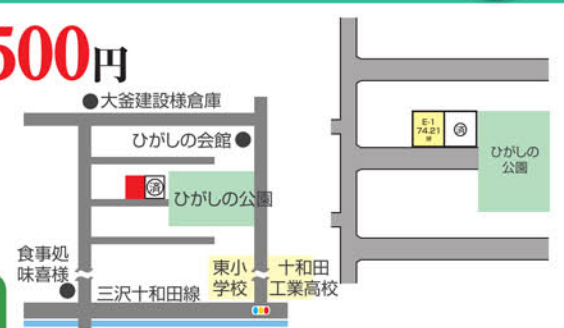 500円
大釜建設様倉庫
ひがしの会館
済
ひがしの公園
食事処
味喜様
三沢十和田線
東小
学校
十和田
工業高校
E-1
74.21
坪
済
ひがしの
公園